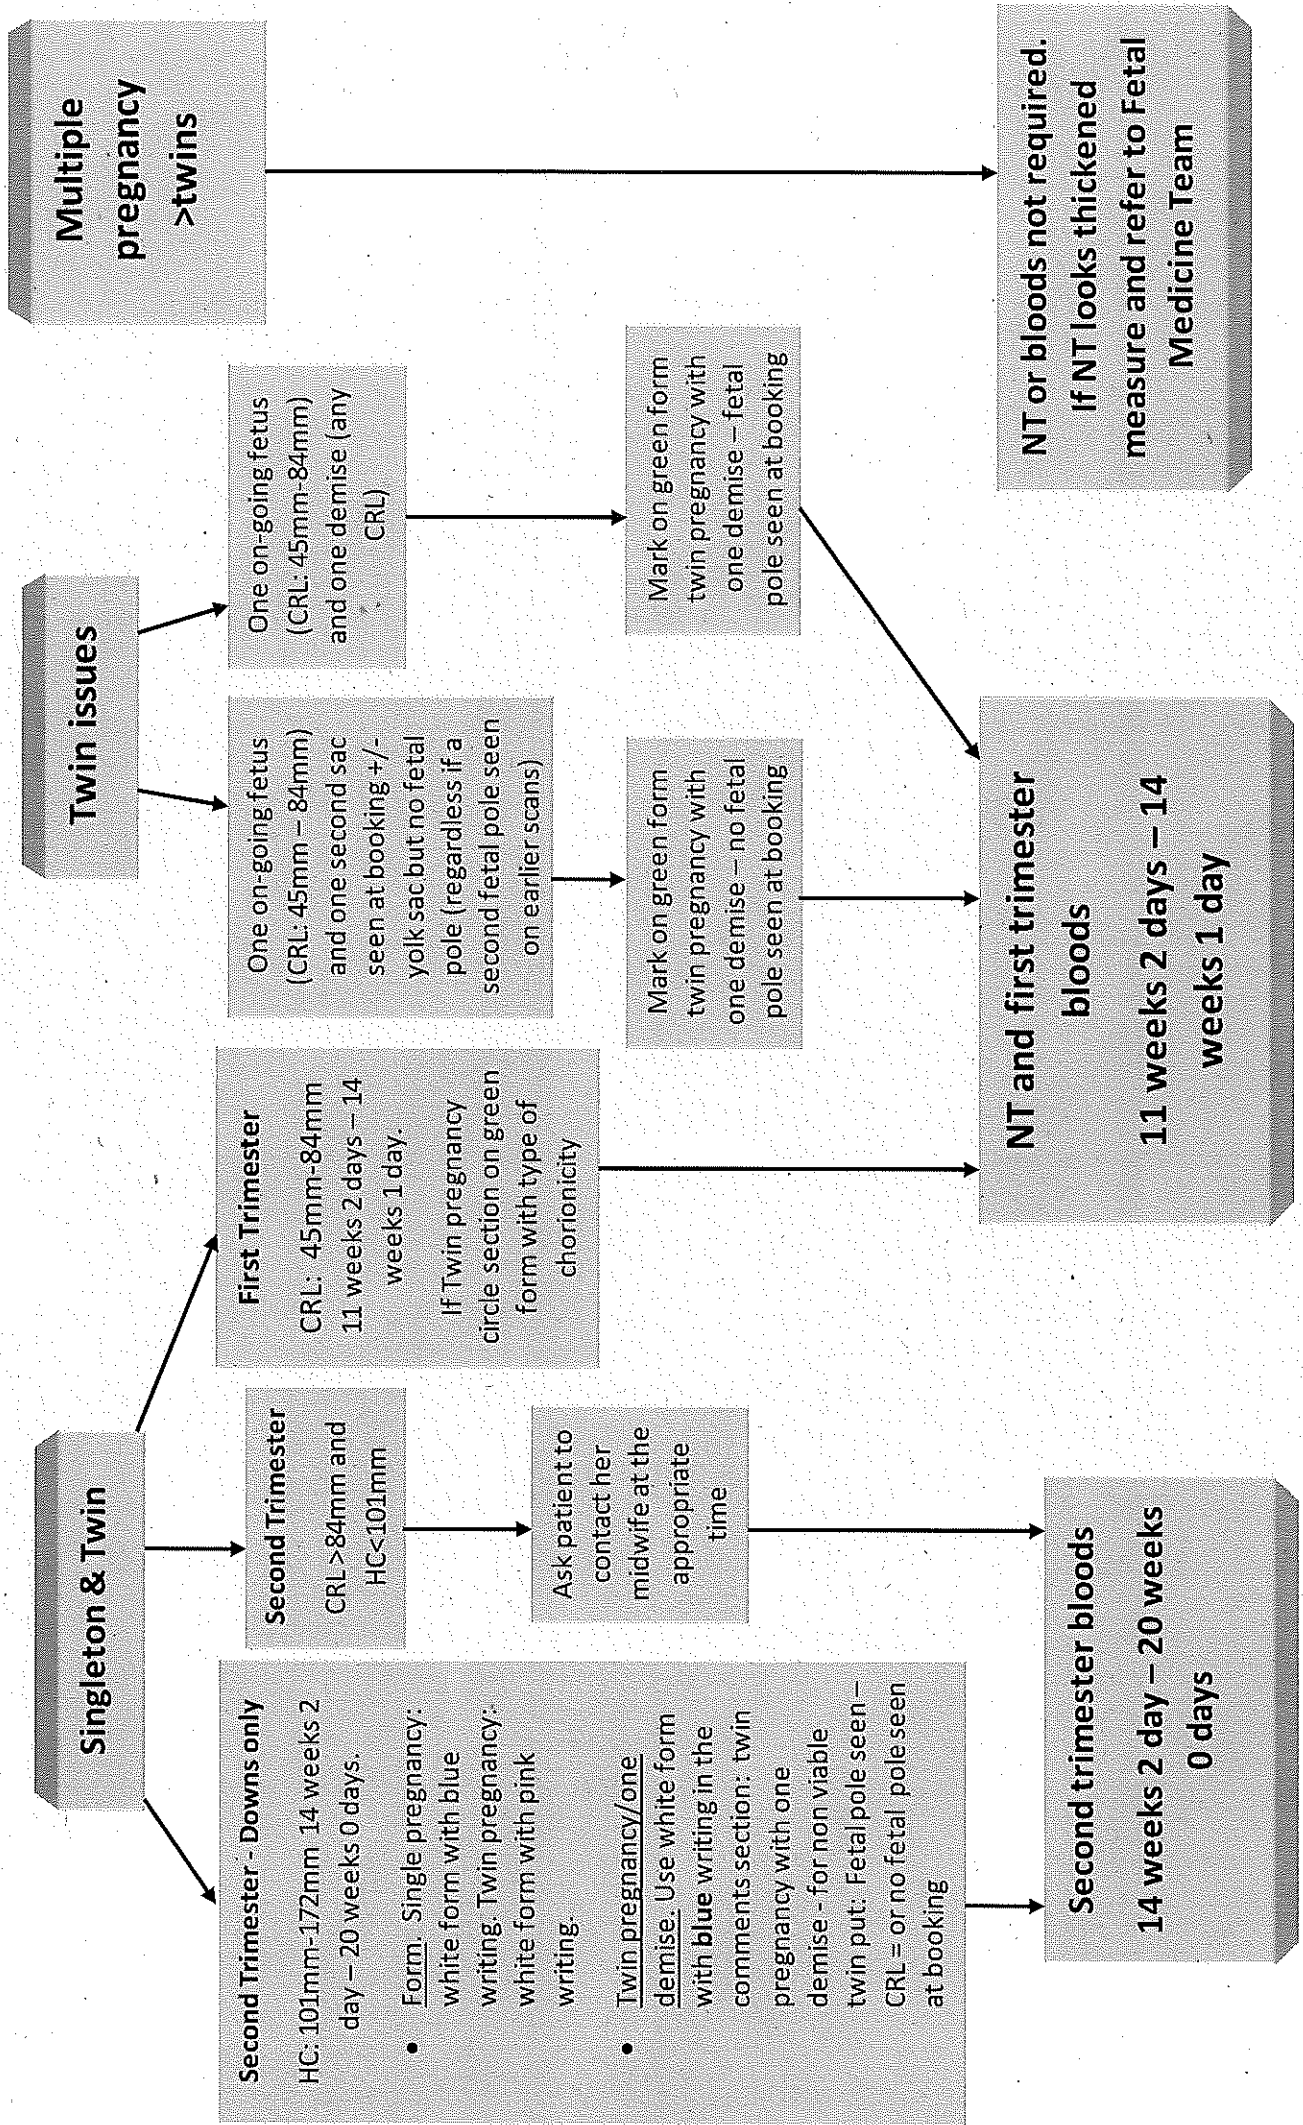 Singleton & Twin
Second Trimester - Downs only
HC: 101mm-172mm 14 weeks 2
day – 20 weeks 0 days.
• Form. Single pregnancy:
white form with blue
writing. Twin pregnancy:
white form with pink
writing.
• Twin pregnancy/one
demise. Use white form
with blue writing in the
comments section: twin
pregnancy with one
demise - for non viable
twin put: Fetal pole seen –
CRL= or no fetal pole seen
at booking
Second Trimester
CRL >84mm and
HC<101mm
Ask patient to
contact her
midwife at the
appropriate
time
Second trimester bloods
14 weeks 2 day – 20 weeks
0 days
First Trimester
CRL: 45mm-84mm
11 weeks 2 days – 14
weeks 1 day.
If Twin pregnancy
circle section on green
form with type of
chorionicity
Twin issues
One on-going fetus
(CRL: 45mm – 84mm)
and one second sac
seen at booking +/-
yolk sac but no fetal
pole (regardless if a
second fetal pole seen
on earlier scans)
Mark on green form
twin pregnancy with
one demise – no fetal
pole seen at booking
One on-going fetus
(CRL: 45mm-84mm)
and one demise (any
CRL)
Mark on green form
twin pregnancy with
one demise – fetal
pole seen at booking
NT and first trimester
bloods
11 weeks 2 days – 14
weeks 1 day
Multiple
pregnancy
>twins
NT or bloods not required.
If NT looks thickened
measure and refer to Fetal
Medicine Team